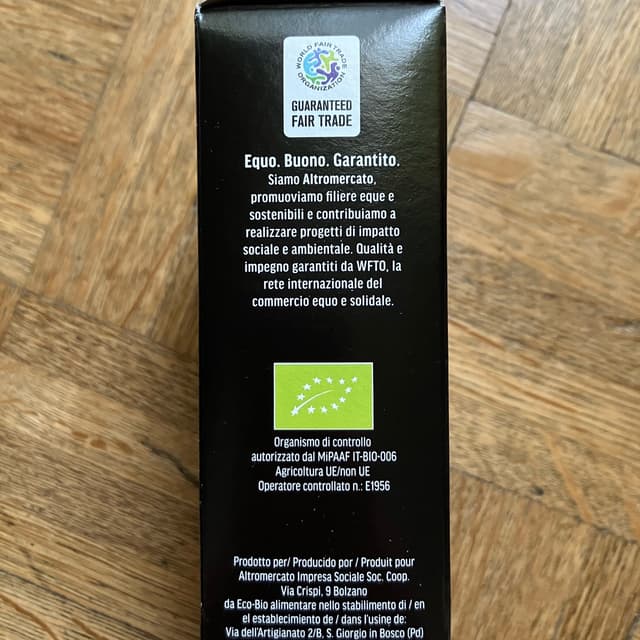 WORLD FAIR TRADE
ORGANIZATION
GUARANTEED
FAIR TRADE
Equo. Buono. Garantito.
Siamo Altromercato,
promuoviamo filiere eque e
sostenibili e contribuiamo a
realizzare progetti di impatto
sociale e ambientale. Qualità e
impegno garantiti da WFTO, la
rete internazionale del
commercio equo e solidale.
Organismo di controllo
autorizzato dal MiPAAF IT-BIO-006
Agricoltura UE/non UE
Operatore controllato n.: E1956
Prodotto per/ Producido por / Produit pour
Altromercato Impresa Sociale Soc. Coop.
Via Crispi, 9 Bolzano
da Eco-Bio alimentare nello stabilimento di / en
el establecimiento de / dans l'usine de:
Via dell'Artigianato 2/B, S. Giorgio in Bosco (Pd)